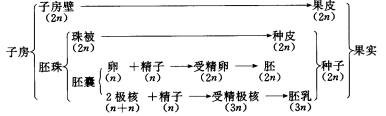 子房壁 果皮
(2n) (2n)
珠被 种皮
(2n) (2n)
子房 胚珠 胚囊 种子 果实
卵 +精子 受精卵 胚
(n) (n) (2n) (2n)
2极核 +精子 受精极核 胚乳
(n+n) (n) (3n) (3n)